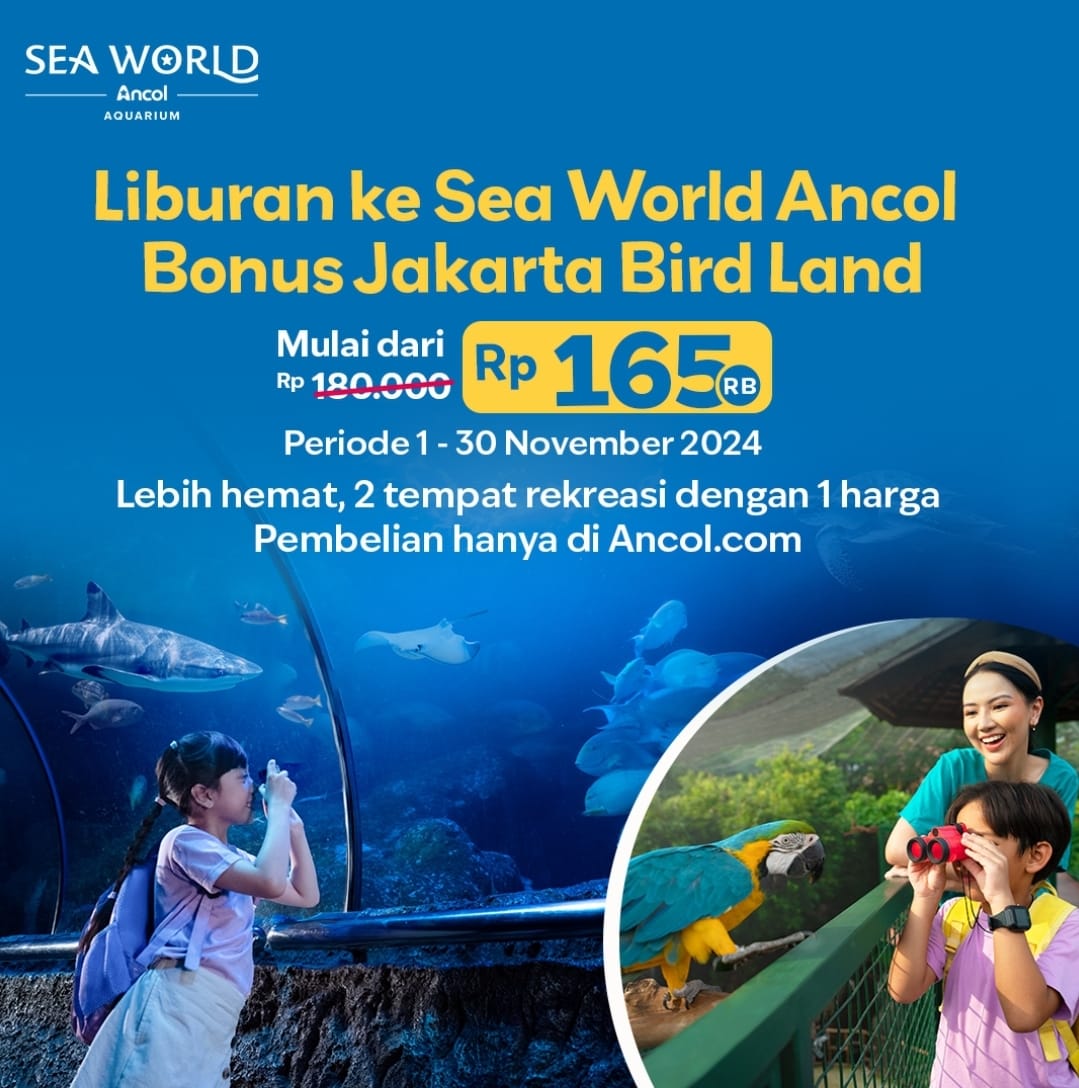 SEA WORLD
Ancol
AQUARIUM
Liburan ke Sea World Ancol
Bonus Jakarta Bird Land
Mulai dari
Rp 180.000
Rp 165 RB
Periode 1 - 30 November 2024
Lebih hemat, 2 tempat rekreasi dengan 1 harga
Pembelian hanya di Ancol.com